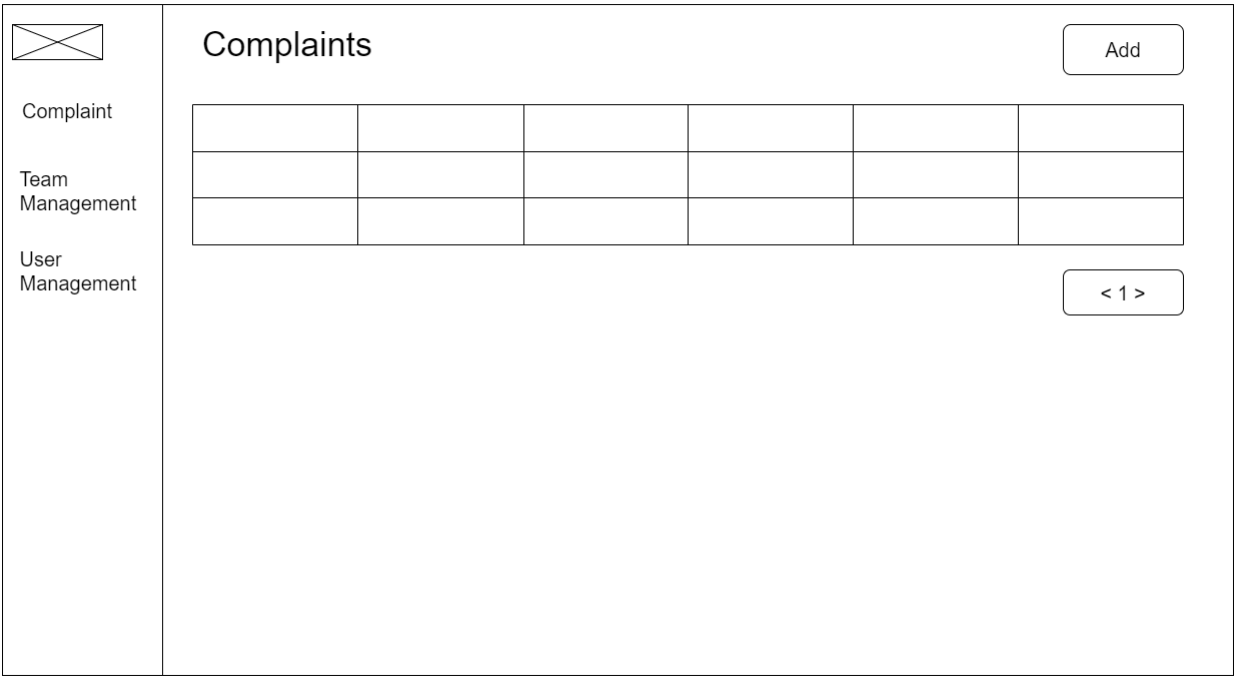 Complaints
Add
Complaint
Team
Management
User
Management
< 1 >